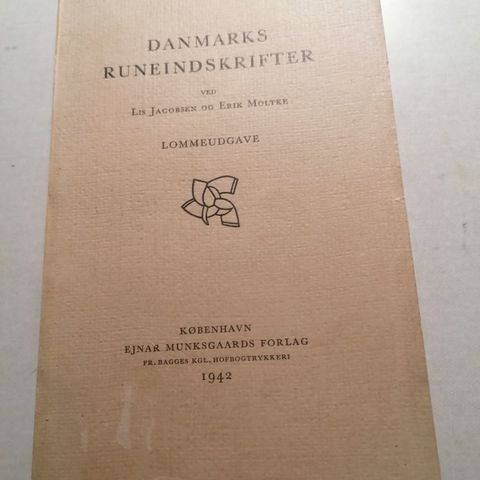 DANMARKS
RUNEINDSKRIFTER
VED
LIS JACOBSEN OG ERIK MOLTKE
LOMMEUDGAVE
KØBENHAVN
EJNAR MUNKSGAARDS FORLAG
FR. BAGGES KGL. HOFBOGTRYKKERI
1942